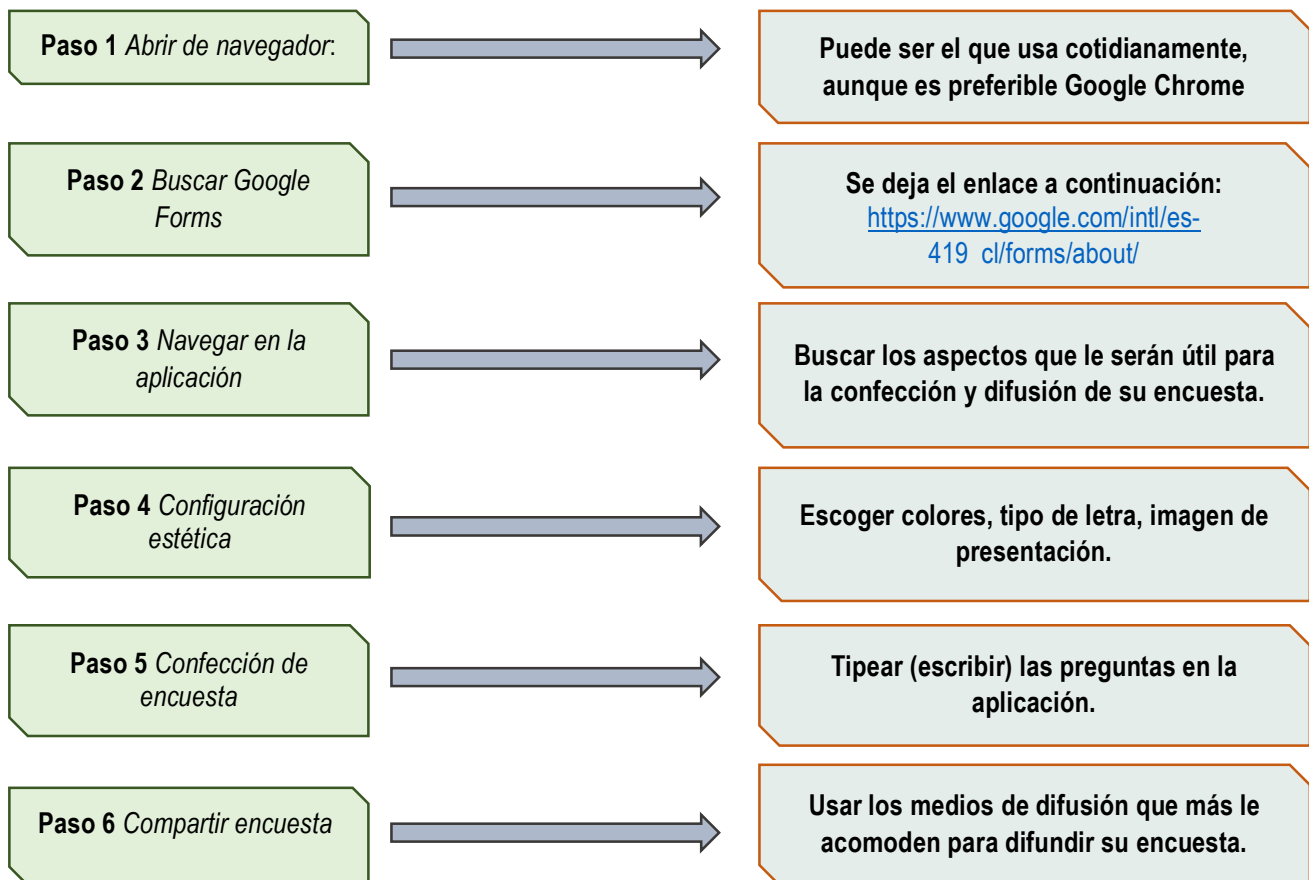 Paso 1 Abrir de navegador:
Puede ser el que usa cotidianamente,
aunque es preferible Google Chrome
Paso 2 Buscar Google
Forms
Se deja el enlace a continuación:
https://www.google.com/intl/es-
419_cl/forms/about/
Paso 3 Navegar en la
aplicación
Buscar los aspectos que le serán útil para
la confección y difusión de su encuesta.
Paso 4 Configuración
estética
Escoger colores, tipo de letra, imagen de
presentación.
Paso 5 Confección de
encuesta
Tipear (escribir) las preguntas en la
aplicación.
Paso 6 Compartir encuesta
Usar los medios de difusión que más le
acomoden para difundir su encuesta.